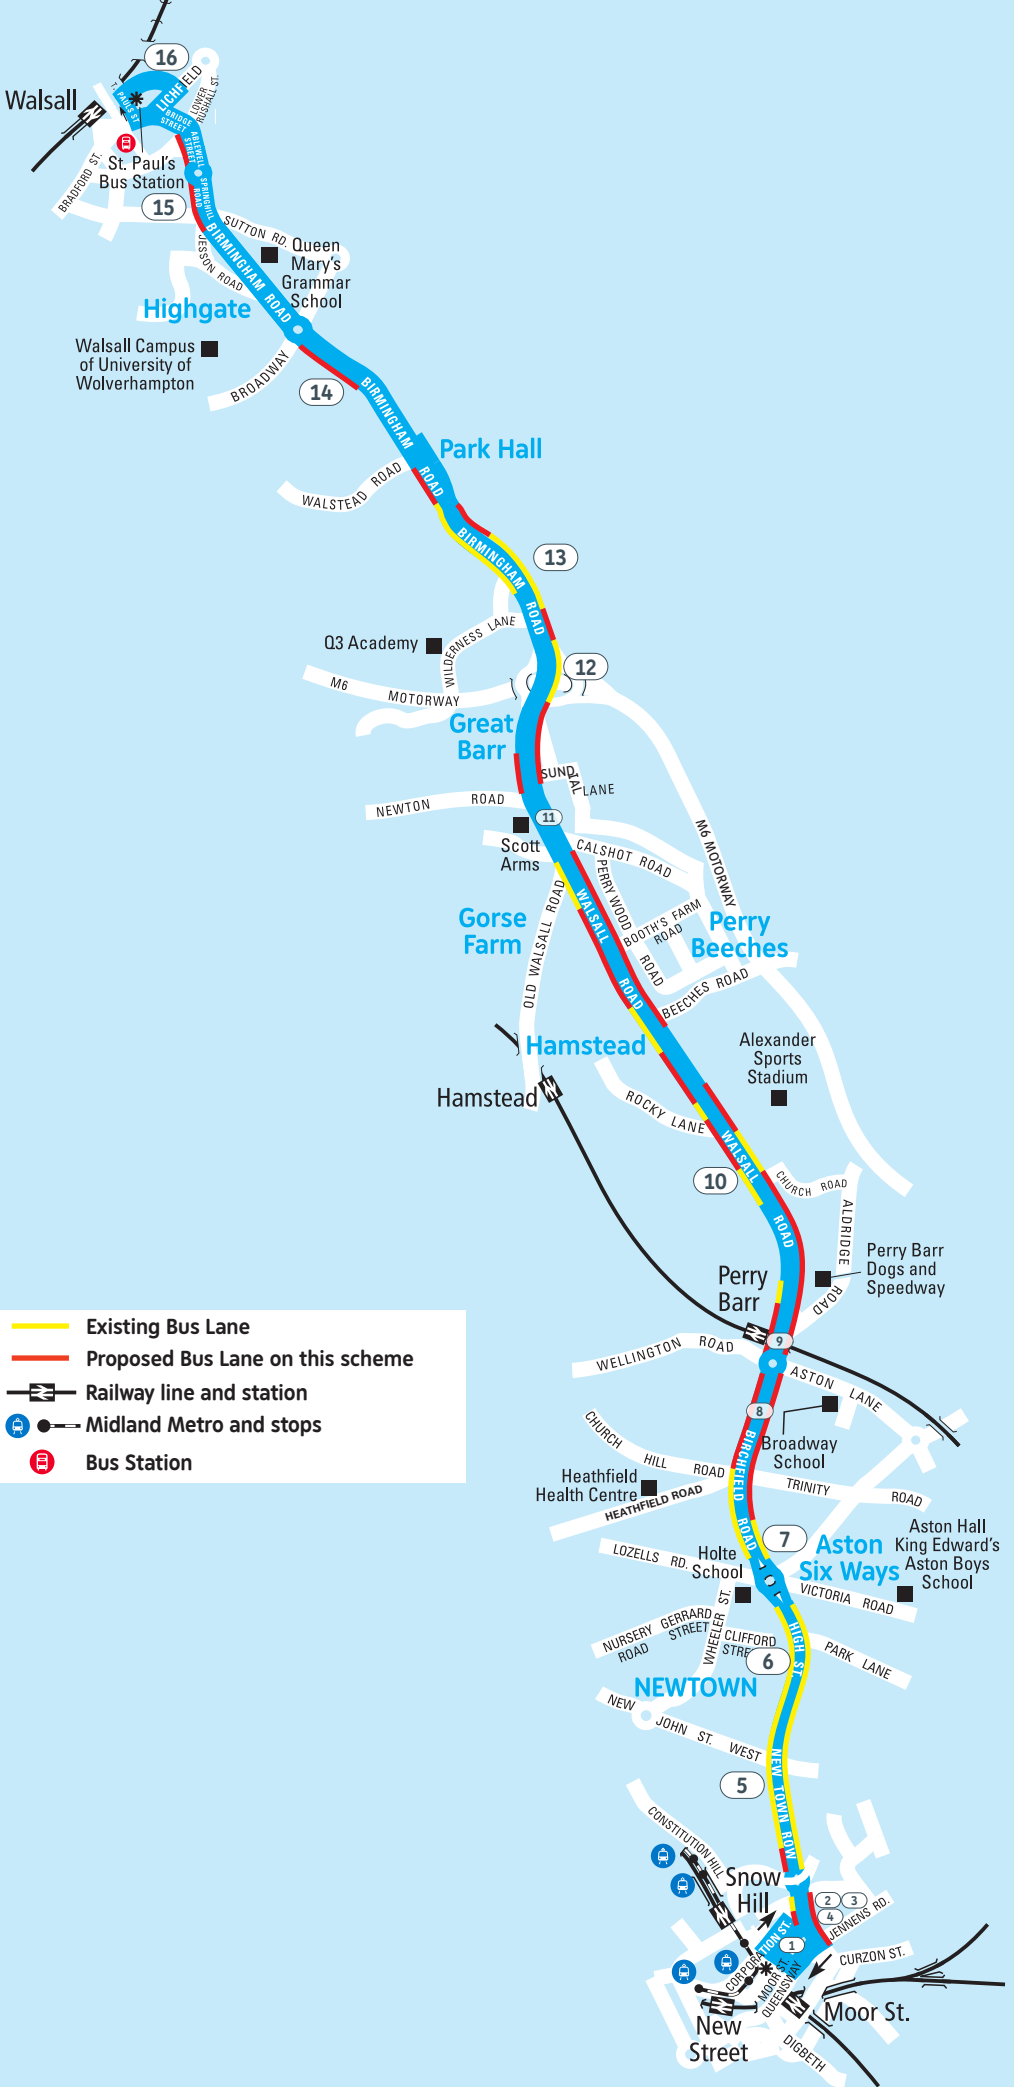 16
Walsall
T. PAULS ST
LICHFIELD
LOWER
RUSHALL ST.
BRIDGE
STREET
ABLEWELL
STREET
St. Paul's
Bus Station
BRADFORD ST.
SPRINGHILL
ROAD
15
SUTTON RD.
JESSON ROAD
BIRMINGHAM ROAD
Queen
Mary's
Grammar
School
Highgate
Walsall Campus
of University of
Wolverhampton
BROADWAY
14
BIRMINGHAM
ROAD
Park Hall
WALSTEAD ROAD
BIRMINGHAM
ROAD
13
Q3 Academy
WILDERNESS LANE
12
M6 MOTORWAY
Great
Barr
SUND
IAL
LANE
NEWTON ROAD
11
Scott
Arms
CALSHOT ROAD
M6 MOTORWAY
PERRY WOOD
ROAD
BOOTH'S FARM
ROAD
Perry
Beeches
Gorse
Farm
OLD WALSALL ROAD
WALSALL
ROAD
BEECHES ROAD
Hamstead
Alexander
Sports
Stadium
Hamstead
ROCKY LANE
WALSALL
ROAD
10
CHURCH ROAD
ALDRIDGE
ROAD
Perry Barr
Dogs and
Speedway
Perry
Barr
9
WELLINGTON ROAD
ASTON LANE
Existing Bus Lane
Proposed Bus Lane on this scheme
Railway line and station
Midland Metro and stops
Bus Station
8
BIRCHFIELD
ROAD
Broadway
School
CHURCH
HILL ROAD
TRINITY ROAD
Heathfield
Health Centre
HEATHFIELD ROAD
7
Aston
Six Ways
Aston Hall
King Edward's
Aston Boys
School
LOZELLS RD.
Holte
School
VICTORIA ROAD
NURSERY
ROAD
GERRARD
STREET
WHEELER ST.
CLIFFORD
STRE
HIGH ST.
6
PARK LANE
NEWTOWN
NEW JOHN ST. WEST
5
NEW TOWN ROW
CONSTITUTION HILL
Snow
Hill
2
3
4
JENNENS RD.
1
CORPORA
TION ST.
MOOR ST.
QUEENSWAY
CURZON ST.
Moor St.
New
Street
DIGBETH